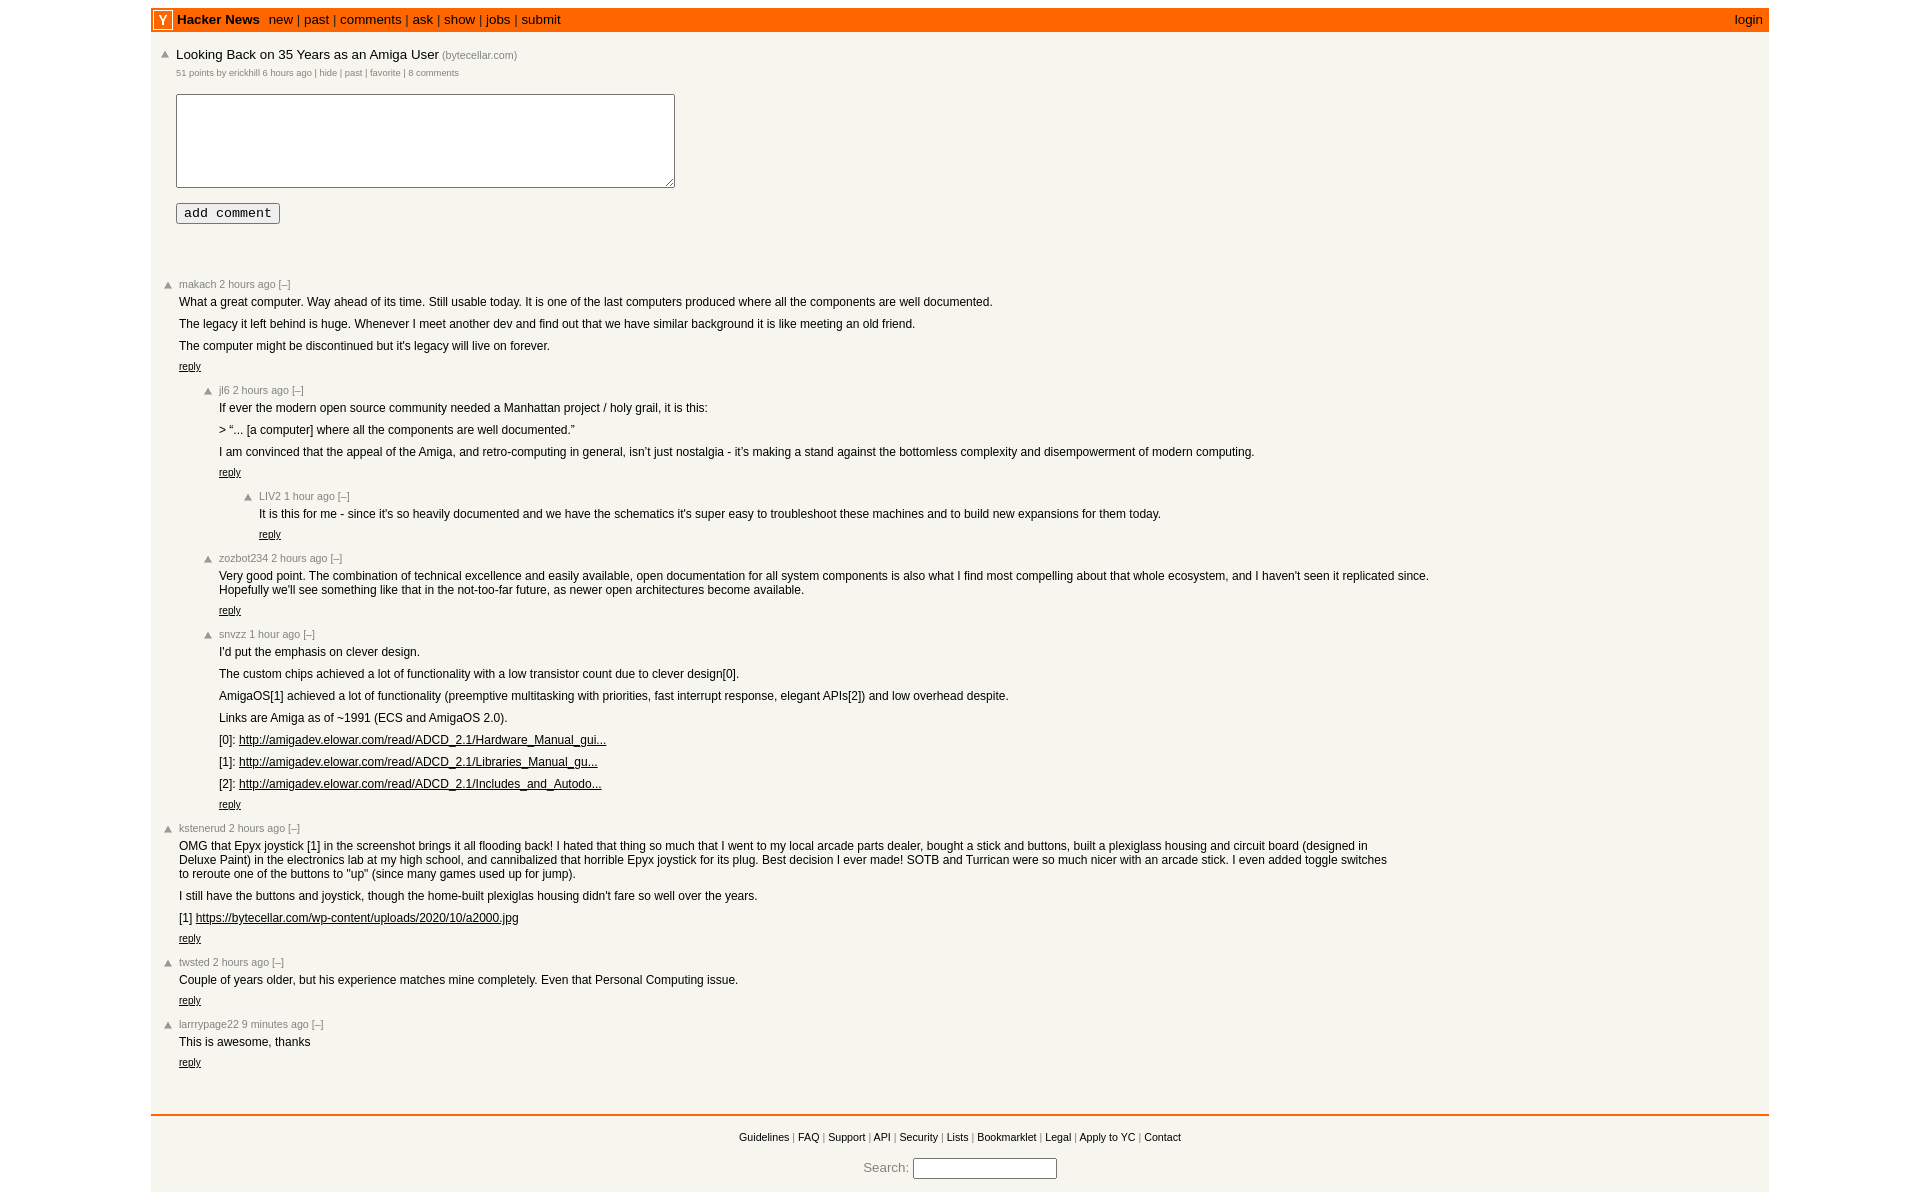 Y Hacker News new | past | comments | ask | show | jobs | submit login
Looking Back on 35 Years as an Amiga User (bytecellar.com)
51 points by erickhill 6 hours ago | hide | past | favorite | 8 comments
add comment
makach 2 hours ago [–]
What a great computer. Way ahead of its time. Still usable today. It is one of the last computers produced where all the components are well documented.
The legacy it left behind is huge. Whenever I meet another dev and find out that we have similar background it is like meeting an old friend.
The computer might be discontinued but it's legacy will live on forever.
reply
jl6 2 hours ago [–]
If ever the modern open source community needed a Manhattan project / holy grail, it is this:
> “... [a computer] where all the components are well documented.”
I am convinced that the appeal of the Amiga, and retro-computing in general, isn’t just nostalgia - it’s making a stand against the bottomless complexity and disempowerment of modern computing.
reply
LIV2 1 hour ago [–]
It is this for me - since it's so heavily documented and we have the schematics it's super easy to troubleshoot these machines and to build new expansions for them today.
reply
zozbot234 2 hours ago [–]
Very good point. The combination of technical excellence and easily available, open documentation for all system components is also what I find most compelling about that whole ecosystem, and I haven't seen it replicated since.
Hopefully we'll see something like that in the not-too-far future, as newer open architectures become available.
reply
snvzz 1 hour ago [–]
I'd put the emphasis on clever design.
The custom chips achieved a lot of functionality with a low transistor count due to clever design[0].
AmigaOS[1] achieved a lot of functionality (preemptive multitasking with priorities, fast interrupt response, elegant APIs[2]) and low overhead despite.
Links are Amiga as of ~1991 (ECS and AmigaOS 2.0).
[0]: http://amigadev.elowar.com/read/ADCD_2.1/Hardware_Manual_gui...
[1]: http://amigadev.elowar.com/read/ADCD_2.1/Libraries_Manual_gu...
[2]: http://amigadev.elowar.com/read/ADCD_2.1/Includes_and_Autodo...
reply
kstenerud 2 hours ago [–]
OMG that Epyx joystick [1] in the screenshot brings it all flooding back! I hated that thing so much that I went to my local arcade parts dealer, bought a stick and buttons, built a plexiglass housing and circuit board (designed in
Deluxe Paint) in the electronics lab at my high school, and cannibalized that horrible Epyx joystick for its plug. Best decision I ever made! SOTB and Turrican were so much nicer with an arcade stick. I even added toggle switches
to reroute one of the buttons to "up" (since many games used up for jump).
I still have the buttons and joystick, though the home-built plexiglas housing didn't fare so well over the years.
[1] https://bytecellar.com/wp-content/uploads/2020/10/a2000.jpg
reply
twsted 2 hours ago [–]
Couple of years older, but his experience matches mine completely. Even that Personal Computing issue.
reply
larrrypage22 9 minutes ago [–]
This is awesome, thanks
reply
Guidelines | FAQ | Support | API | Security | Lists | Bookmarklet | Legal | Apply to YC | Contact
Search: